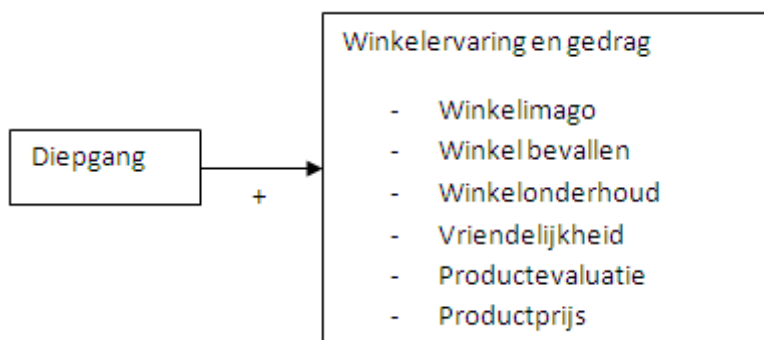 Diepgang
+
Winkelervaring en gedrag
- Winkelimago
- Winkel bevallen
- Winkelonderhoud
- Vriendelijkheid
- Productevaluatie
- Productprijs